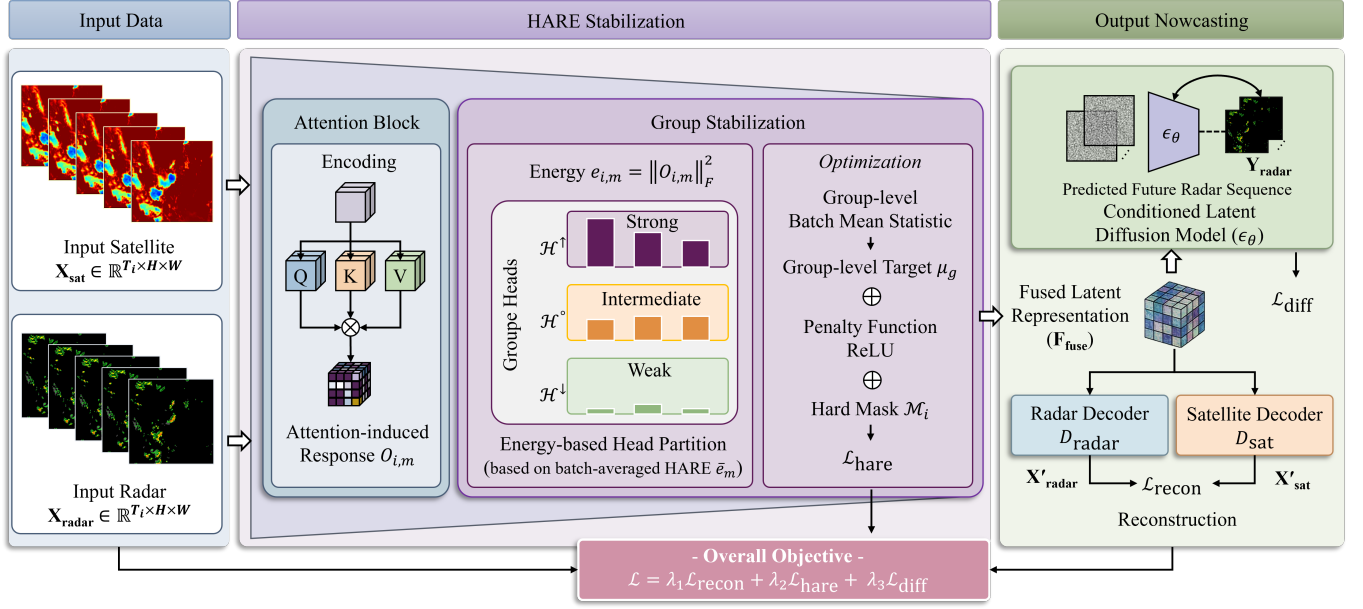 Input Data
HARE Stabilization
Output Nowcasting
Input Satellite
X_sat ∈ ℝ^{T_i×H×W}
Input Radar
X_radar ∈ ℝ^{T_i×H×W}
Attention Block
Encoding
Q
K
V
Attention-induced
Response O_{i,m}
Group Stabilization
Energy e_{i,m} = ‖O_{i,m}‖_F^2
Groupe Heads
Strong
ℋ^↑
Intermediate
ℋ^∘
Weak
ℋ^↓
Energy-based Head Partition
(based on batch-averaged HARE ē_m)
Optimization
Group-level
Batch Mean Statistic
Group-level Target μ_g
⊕
Penalty Function
ReLU
⊕
Hard Mask ℳ_i
ℒ_hare
ϵ_θ
Y_radar
Predicted Future Radar Sequence
Conditioned Latent
Diffusion Model (ϵ_θ)
Fused Latent
Representation
(F_fuse)
ℒ_diff
Radar Decoder
D_radar
Satellite Decoder
D_sat
X′_radar
ℒ_recon
X′_sat
Reconstruction
- Overall Objective -
ℒ = λ_1ℒ_recon + λ_2ℒ_hare + λ_3ℒ_diff